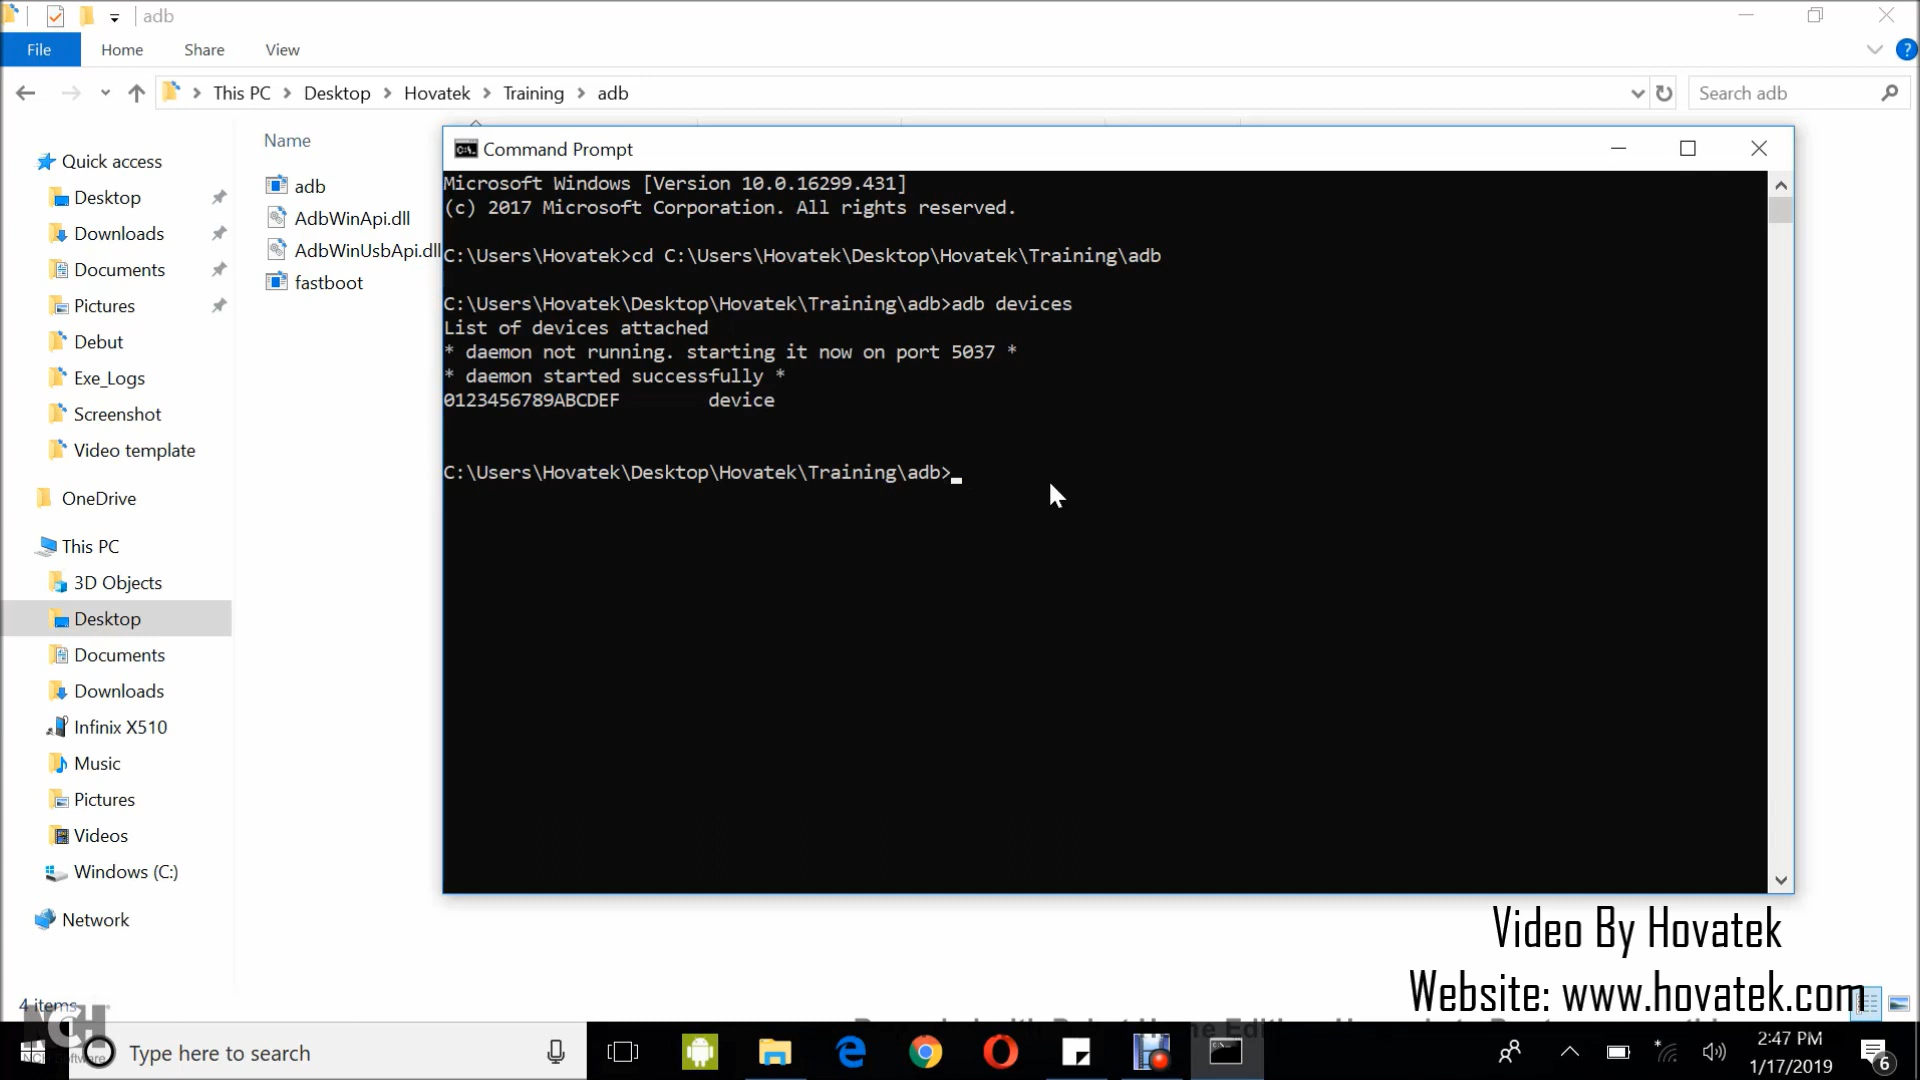 adb
File Home Share View
This PC > Desktop > Hovatek > Training > adb
Search adb
Name
adb
AdbWinApi.dll
AdbWinUsbApi.dll
fastboot
Quick access
Desktop
Downloads
Documents
Pictures
Debut
Exe_Logs
Screenshot
Video template
OneDrive
This PC
3D Objects
Desktop
Documents
Downloads
Infinix X510
Music
Pictures
Videos
Windows (C:)
Network
4 items
Command Prompt
Microsoft Windows [Version 10.0.16299.431]
(c) 2017 Microsoft Corporation. All rights reserved.
C:\Users\Hovatek>cd C:\Users\Hovatek\Desktop\Hovatek\Training\adb
C:\Users\Hovatek\Desktop\Hovatek\Training\adb>adb devices
List of devices attached
* daemon not running. starting it now on port 5037 *
* daemon started successfully *
0123456789ABCDEF device
C:\Users\Hovatek\Desktop\Hovatek\Training\adb>
Video By Hovatek
Website: www.hovatek.com
NCH
Software
Type here to search
2:47 PM
1/17/2019
6